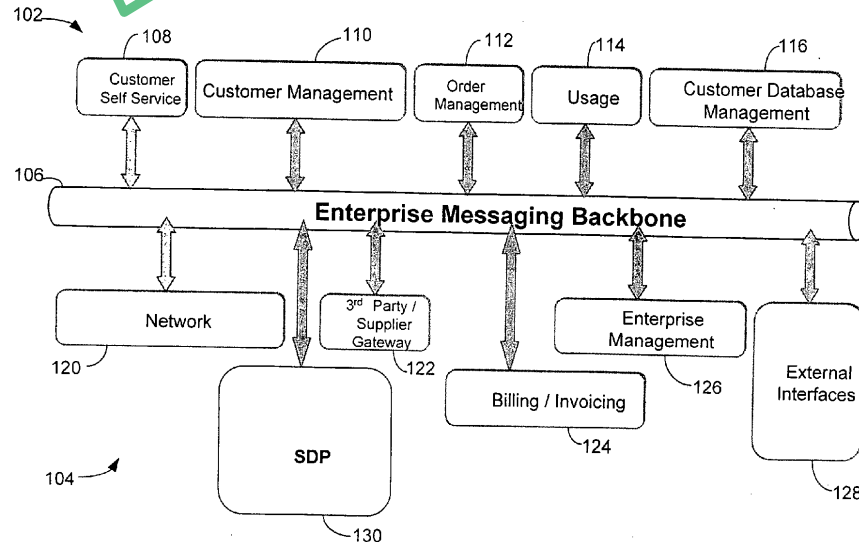 102
108
110
112
114
116
Customer
Self Service
Customer Management
Order
Management
Usage
Customer Database
Management
106
Enterprise Messaging Backbone
Network
3rd Party /
Supplier
Gateway
Enterprise
Management
External
Interfaces
120
122
126
Billing / Invoicing
124
SDP
104
128
130